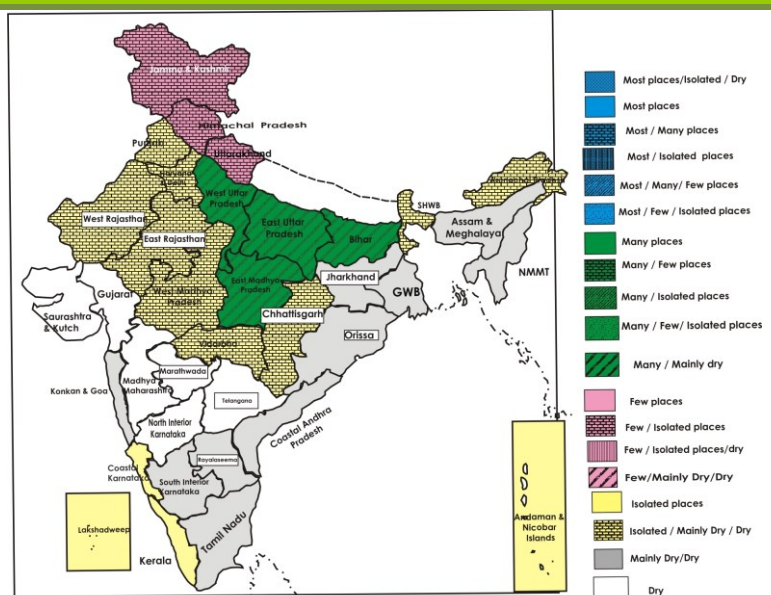 Jammu & Kashmir
Himachal Pradesh
Punjab
Uttarakhand
Haryana
Delhi
West Uttar
Pradesh
West Rajasthan
East Rajasthan
East Uttar
Pradesh
Bihar
SHWB
Arunachal Pradesh
Assam &
Meghalaya
NMMT
Gujarat
Saurashtra
& Kutch
West Madhya
Pradesh
East Madhya
Pradesh
Jharkhand
GWB
Chhattisgarh
Orissa
Vidarbha
Konkan & Goa
Madhya
Maharashtra
Marathwada
Telangana
North Interior
Karnataka
Coastal Andhra
Pradesh
Rayalaseema
Coastal
Karnataka
South Interior
Karnataka
Tamil Nadu
Kerala
Lakshadweep
Andaman &
Nicobar
Islands
Most places/Isolated / Dry
Most places
Most / Many places
Most / Isolated places
Most / Many/ Few places
Most / Few / Isolated places
Many places
Many / Few places
Many / Isolated places
Many / Few/ Isolated places
Many / Mainly dry
Few places
Few / Isolated places
Few / Isolated places/dry
Few/Mainly Dry/Dry
Isolated places
Isolated / Mainly Dry / Dry
Mainly Dry/Dry
Dry